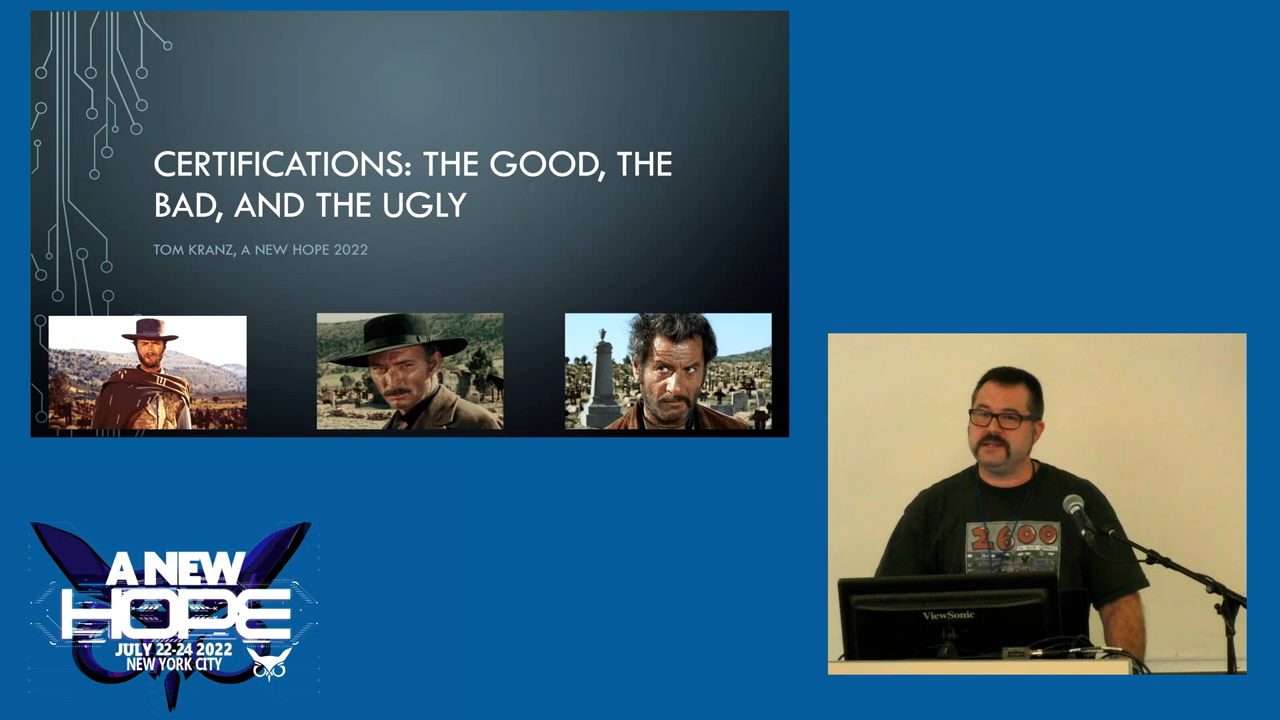 CERTIFICATIONS: THE GOOD, THE
BAD, AND THE UGLY
TOM KRANZ, A NEW HOPE 2022
A NEW
HOPE
JULY 22-24 2022
NEW YORK CITY
2600
ViewSonic